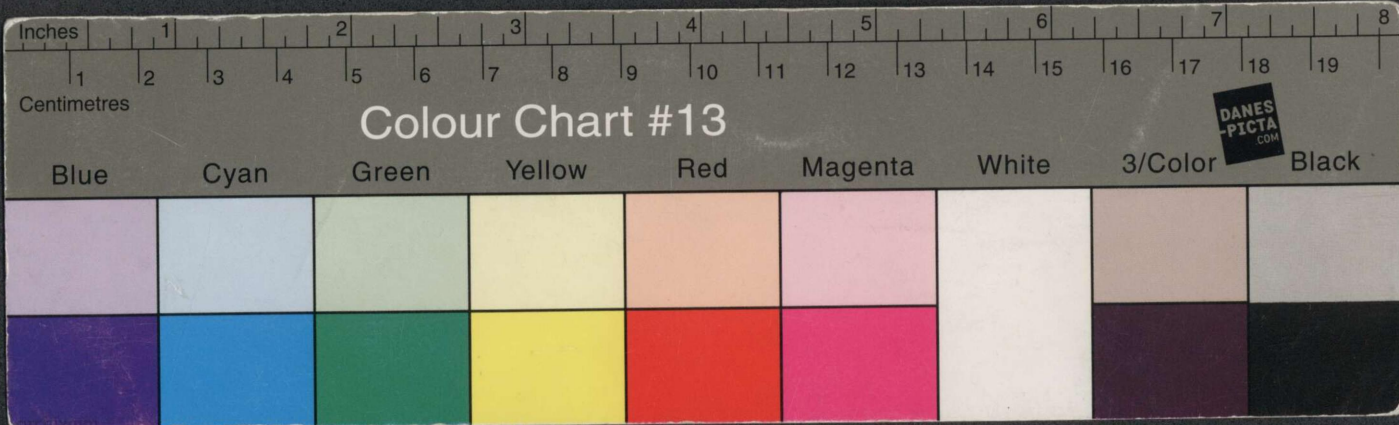 Inches 1 2 3 4 5 6 7 8
1 2 3 4 5 6 7 8 9 10 11 12 13 14 15 16 17 18 19
Centimetres
Colour Chart #13
DANES
-PICTA
.COM
Blue Cyan Green Yellow Red Magenta White 3/Color Black